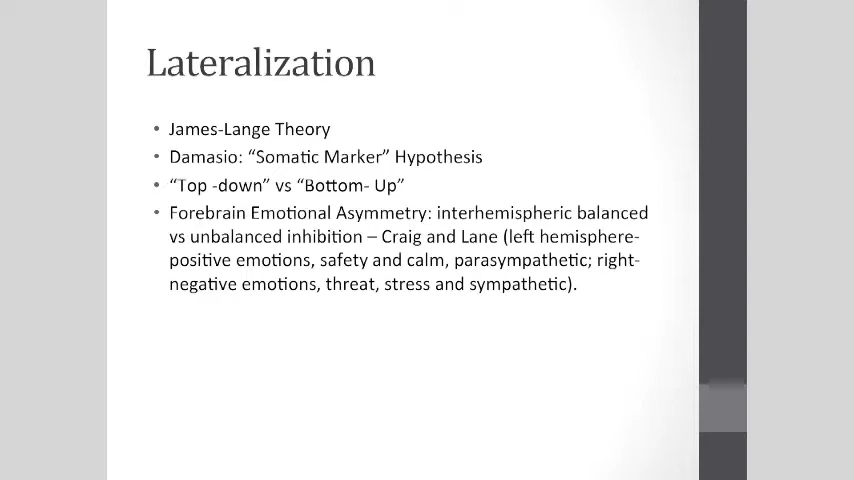 Lateralization
• James-Lange Theory
• Damasio: “Somatic Marker” Hypothesis
• “Top -down” vs “Bottom- Up”
• Forebrain Emotional Asymmetry: interhemispheric balanced
vs unbalanced inhibition – Craig and Lane (left hemisphere-
positive emotions, safety and calm, parasympathetic; right-
negative emotions, threat, stress and sympathetic).